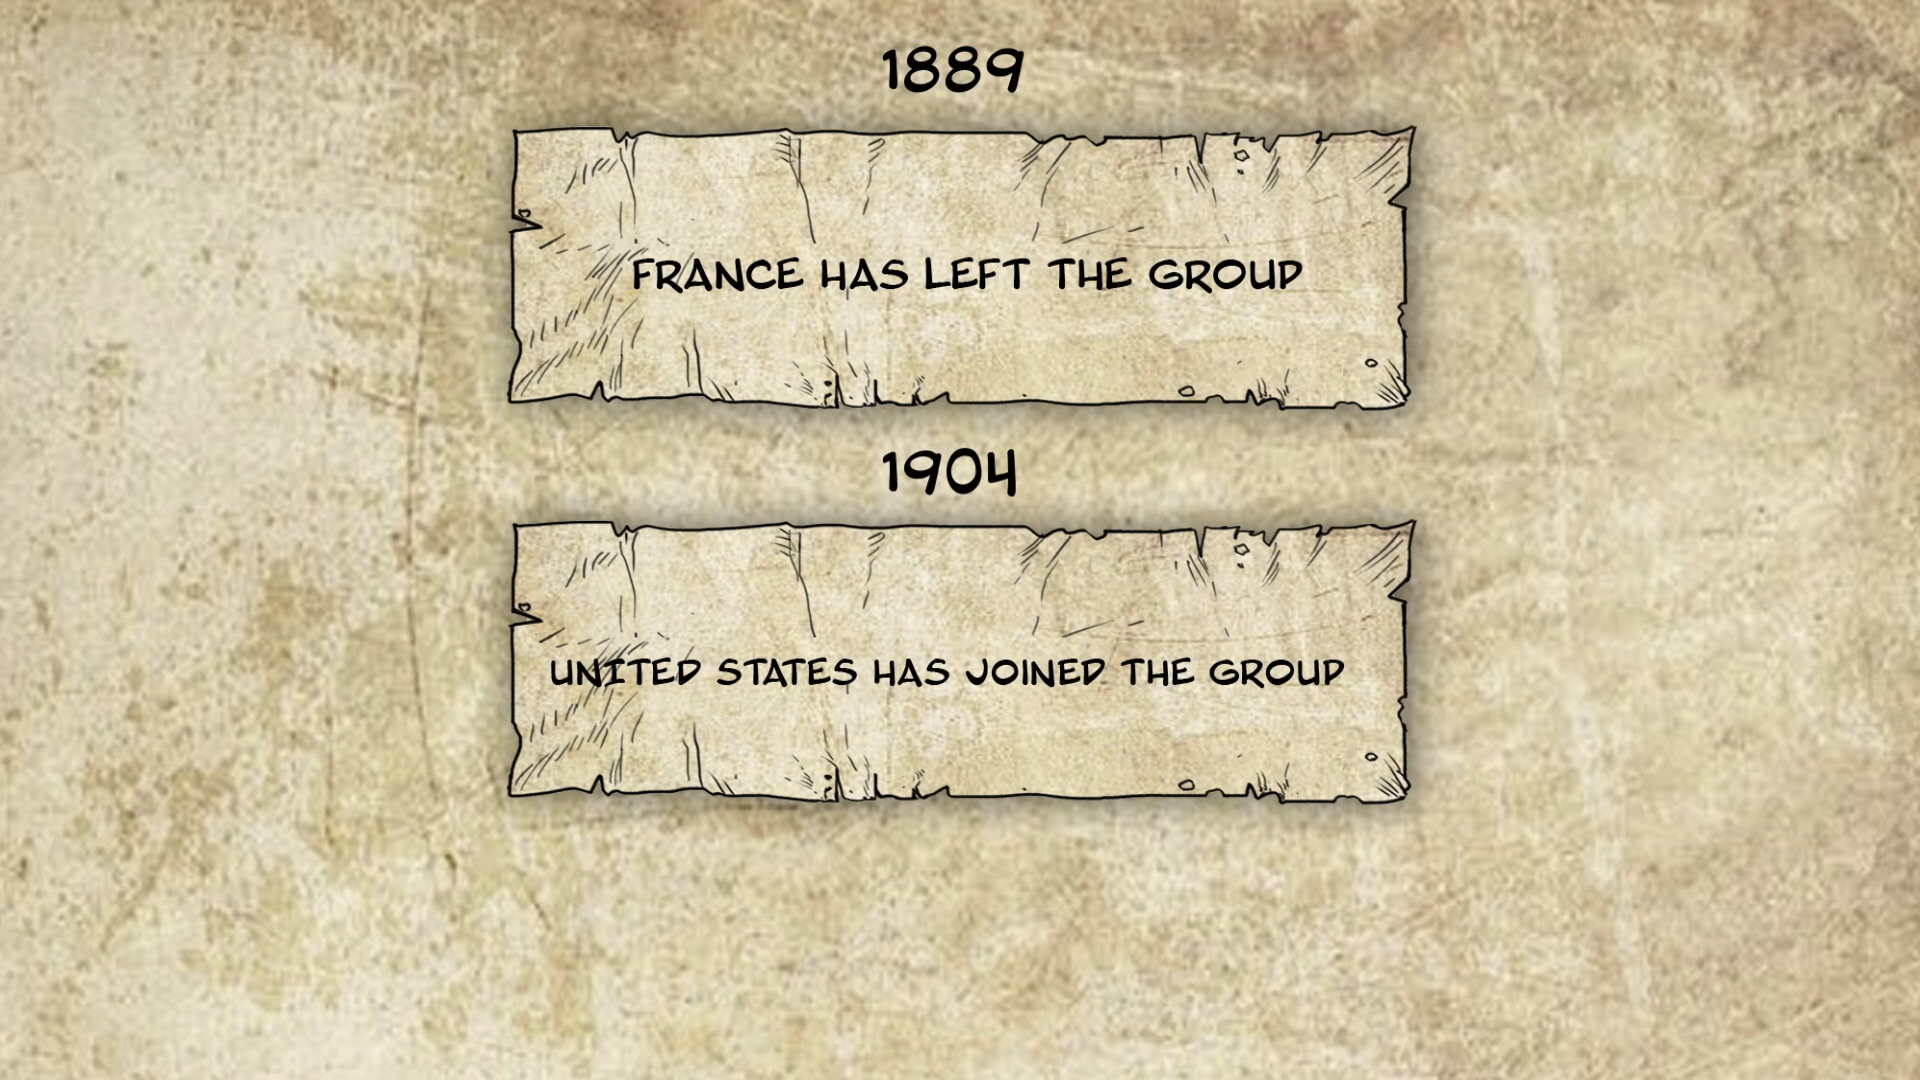 1889
FRANCE HAS LEFT THE GROUP
1904
UNITED STATES HAS JOINED THE GROUP